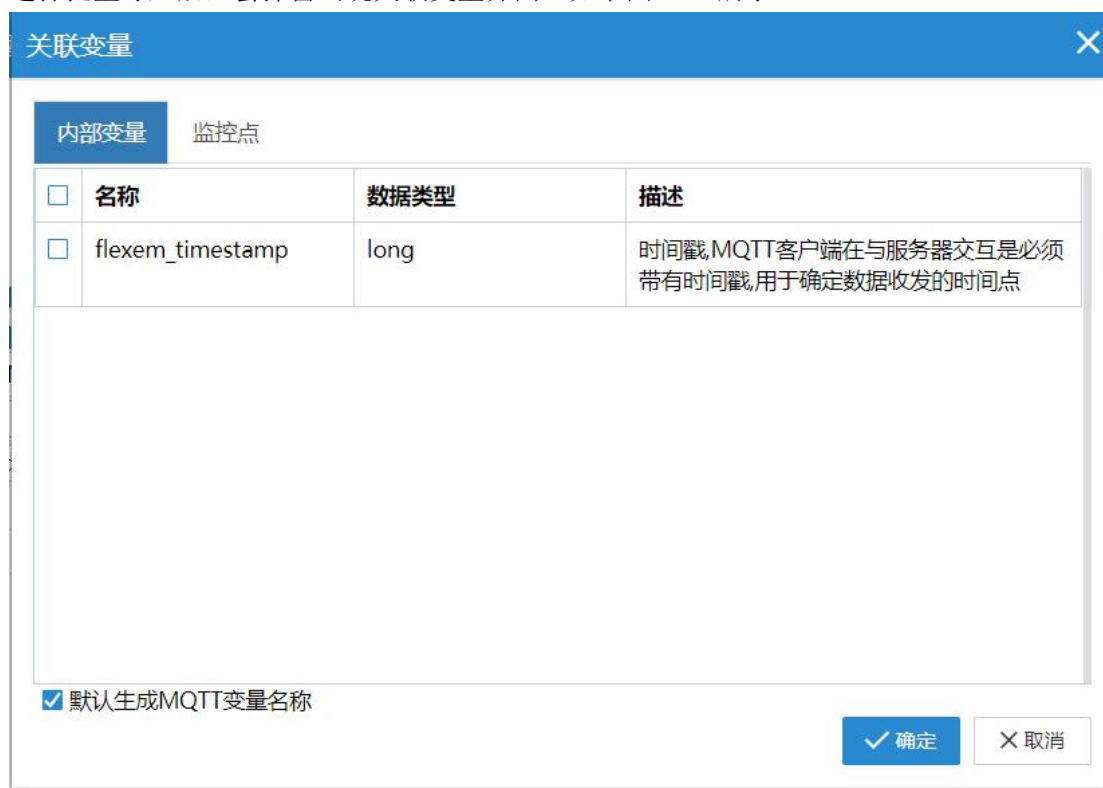 关联变量
内部变量
监控点
名称
数据类型
描述
flexem_timestamp
long
时间戳,MQTT客户端在与服务器交互是必须
带有时间戳,用于确定数据收发的时间点
默认生成MQTT变量名称
确定
取消